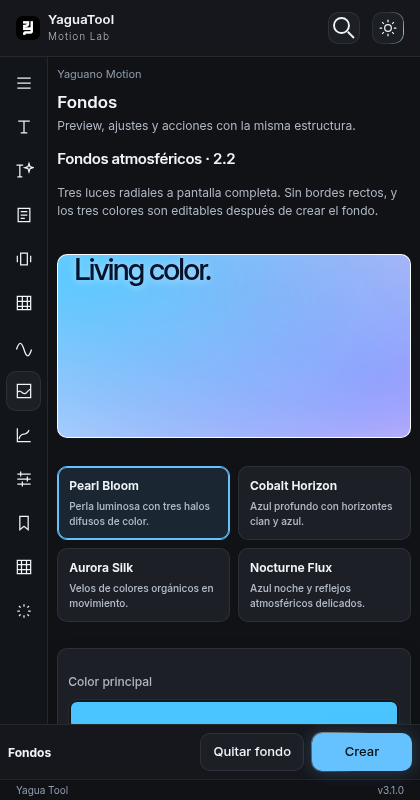 YaguaTool
Motion Lab
Yaguano Motion
Fondos
Preview, ajustes y acciones con la misma estructura.
Fondos atmosféricos · 2.2
Tres luces radiales a pantalla completa. Sin bordes rectos, y
los tres colores son editables después de crear el fondo.
Living color.
Pearl Bloom
Perla luminosa con tres halos
difusos de color.
Cobalt Horizon
Azul profundo con horizontes
cian y azul.
Aurora Silk
Velos de colores orgánicos en
movimiento.
Nocturne Flux
Azul noche y reflejos
atmosféricos delicados.
Color principal
Fondos
Quitar fondo
Crear
Yagua Tool
v3.1.0